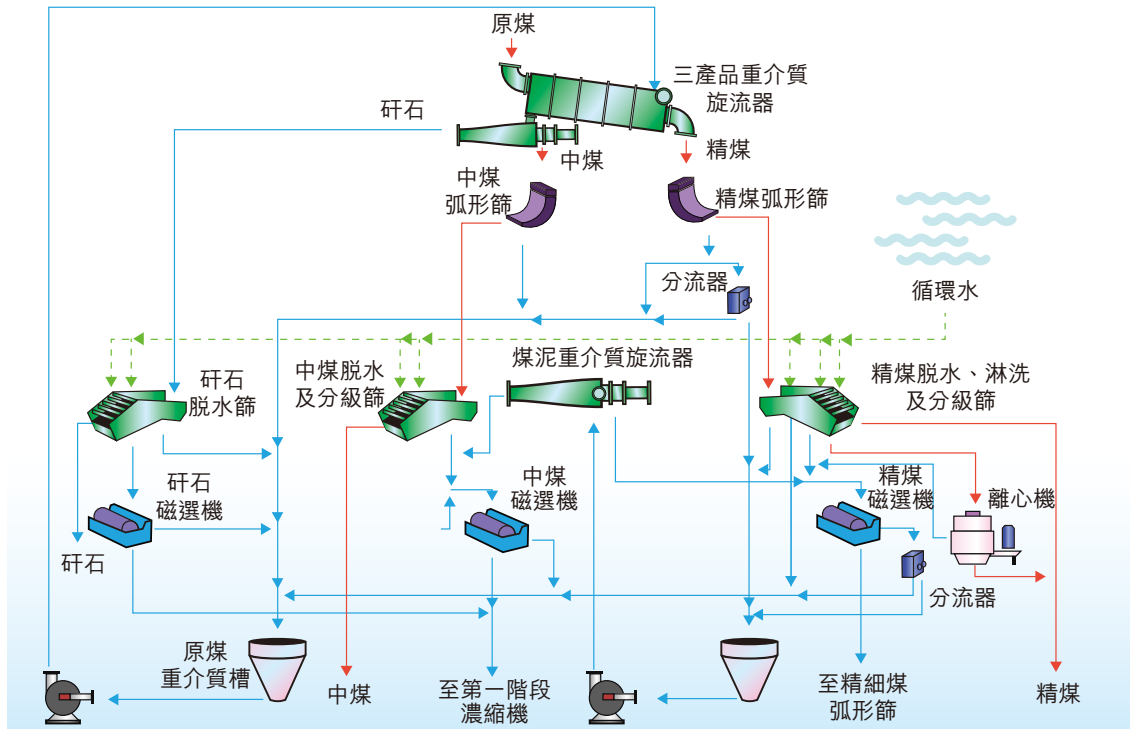 原煤
三產品重介質
旋流器
矸石
中煤
精煤
中煤
弧形篩
精煤弧形篩
分流器
循環水
煤泥重介質旋流器
矸石
脫水篩
中煤脫水
及分級篩
精煤脫水、淋洗
及分級篩
矸石
磁選機
中煤
磁選機
精煤
磁選機
離心機
矸石
分流器
原煤
重介質槽
中煤
至第一階段
濃縮機
至精細煤
弧形篩
精煤